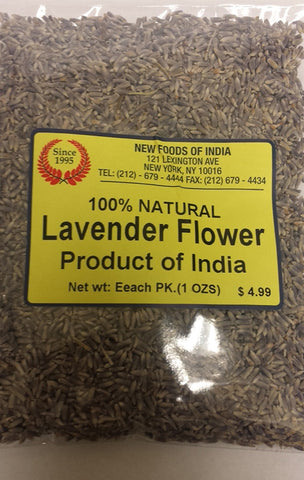 Since
1995
NEW FOODS OF INDIA
121 LEXINGTON AVE
NEW YORK, NY 10016
TEL: (212) - 679 - 4444 FAX: (212) 679 - 4434
100% NATURAL
Lavender Flower
Product of India
Net wt: Eeach PK.(1 OZS) $ 4.99